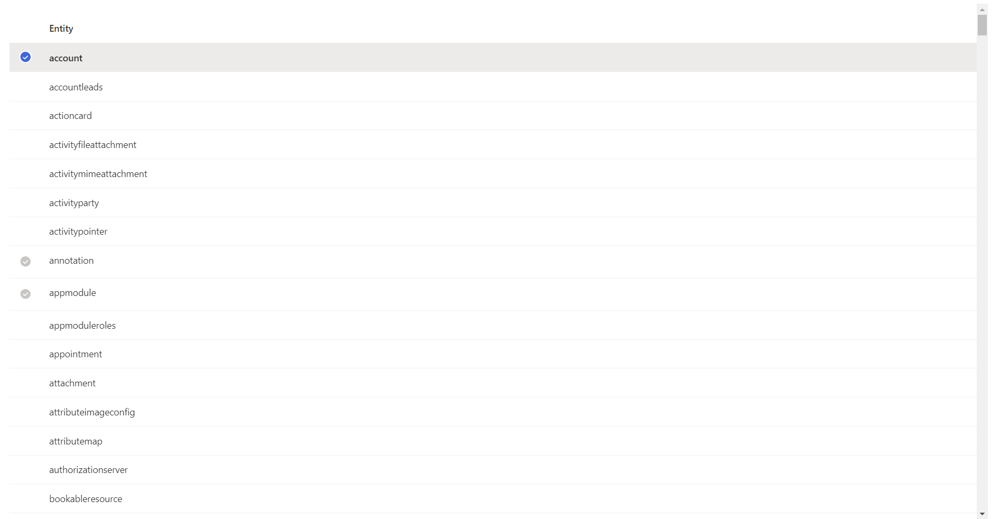 Entity
account
accountleads
actioncard
activityfileattachment
activitymimeattachment
activityparty
activitypointer
annotation
appmodule
appmoduleroles
appointment
attachment
attributeimageconfig
attributemap
authorizationserver
bookableresource